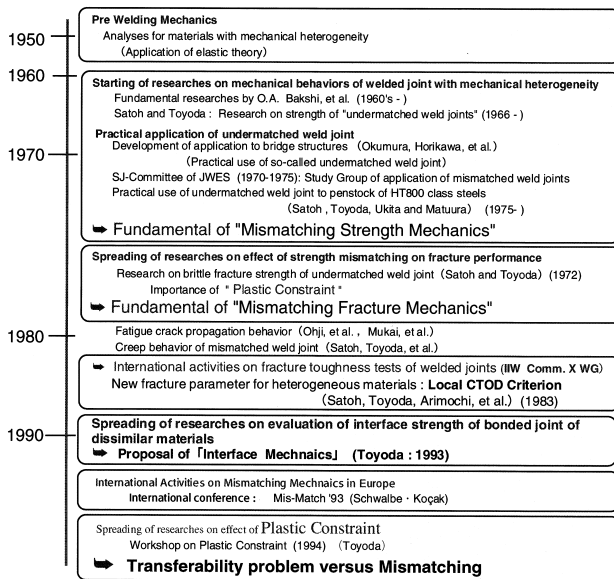 Pre Welding Mechanics
1950
Analyses for materials with mechanical heterogeneity
(Application of elastic theory)
1960
Starting of researches on mechanical behaviors of welded joint with mechanical heterogeneity
Fundamental researches by O.A. Bakshi, et al. (1960's - )
Satoh and Toyoda : Research on strength of "undermatched weld joints" (1966 - )
Practical application of undermatched weld joint
1970
Development of application to bridge structures (Okumura, Horikawa, et al.)
(Practical use of so-called undermatched weld joint)
SJ-Committee of JWES (1970-1975): Study Group of application of mismatched weld joints
Practical use of undermatched weld joint to penstock of HT800 class steels
(Satoh , Toyoda, Ukita and Matuura) (1975- )
➥ Fundamental of "Mismatching Strength Mechanics"
Spreading of researches on effect of strength mismatching on fracture performance
Research on brittle fracture strength of undermatched weld joint (Satoh and Toyoda) (1972)
Importance of " Plastic Constraint "
➥ Fundamental of "Mismatching Fracture Mechanics"
1980
Fatigue crack propagation behavior (Ohji, et al. , Mukai, et al.)
Creep behavior of mismatched weld joint (Satoh, Toyoda, et al.)
➥ International activities on fracture toughness tests of welded joints (IIW Comm. X WG)
New fracture parameter for heterogeneous materials : Local CTOD Criterion
(Satoh, Toyoda, Arimochi, et al.) (1983)
1990
Spreading of researches on evaluation of interface strength of bonded joint of
dissimilar materials
➥ Proposal of「Interface Mechnaics」 (Toyoda : 1993)
International Activities on Mismatching Mechnaics in Europe
International conference : Mis-Match '93 (Schwalbe・Koçak)
Spreading of researches on effect of Plastic Constraint
Workshop on Plastic Constraint (1994) (Toyoda)
➥ Transferability problem versus Mismatching